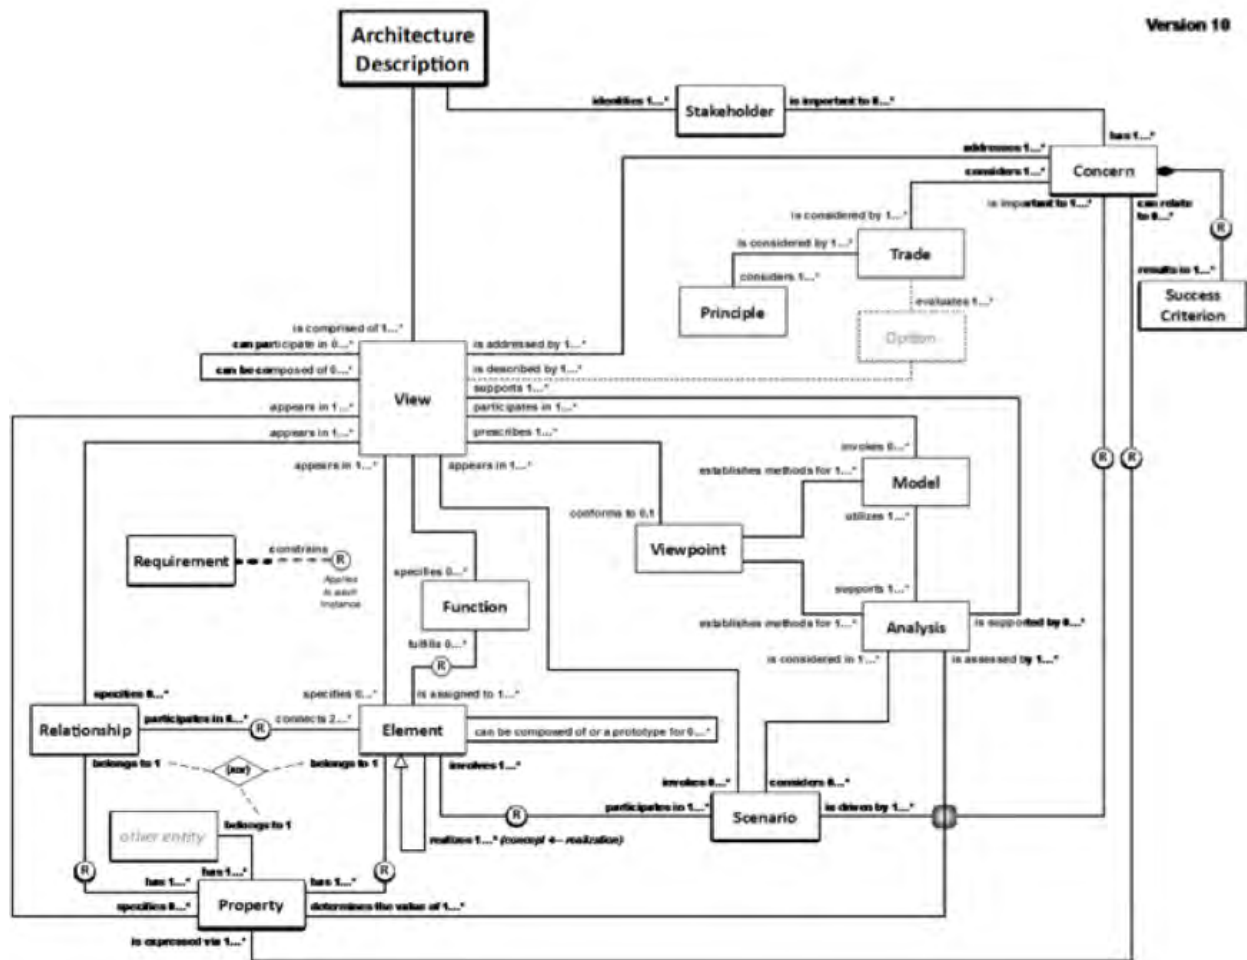 Version 10
Architecture
Description
identifies 1...*
Stakeholder
is important to 0...*
has 1...*
addresses 1...*
considers 1...*
Concern
is important to 1...*
can relate
to 0...*
R
is considered by 1...*
is considered by 1...*
Trade
considers 1...*
Principle
evaluates 1...*
Option
results in 1...*
Success
Criterion
is comprised of 1...*
can participate in 0...*
is addressed by 1...*
can be composed of 0...*
is described by 1...*
View
supports 1...*
appears in 1...*
participates in 1...*
appears in 1...*
prescribes 1...*
appears in 1...*
appears in 1...*
invokes 0...*
establishes methods for 1...*
Model
R
R
utilizes 1...*
conforms to 0,1
Viewpoint
Requirement
constrains
R
Applies
to each
instance
specifies 0...*
Function
fulfills 0...*
supports 1...*
establishes methods for 1...*
Analysis
is supported by 0...*
is considered in 1...*
is assessed by 1...*
R
specifies 0...*
specifies 0...*
is assigned to 1...*
Relationship
participates in 0...*
R
connects 2...*
Element
can be composed of or a prototype for 0...*
belongs to 1
(xor)
belongs to 1
involves 1...*
invokes 0...*
considers 0...*
R
participates in 1...*
Scenario
is driven by 1...*
other entity
belongs to 1
realizes 1...* (concept <-- realization)
R
has 1...*
has 1...*
has 1...*
R
specifies 0...*
Property
determines the value of 1...*
is expressed via 1...*